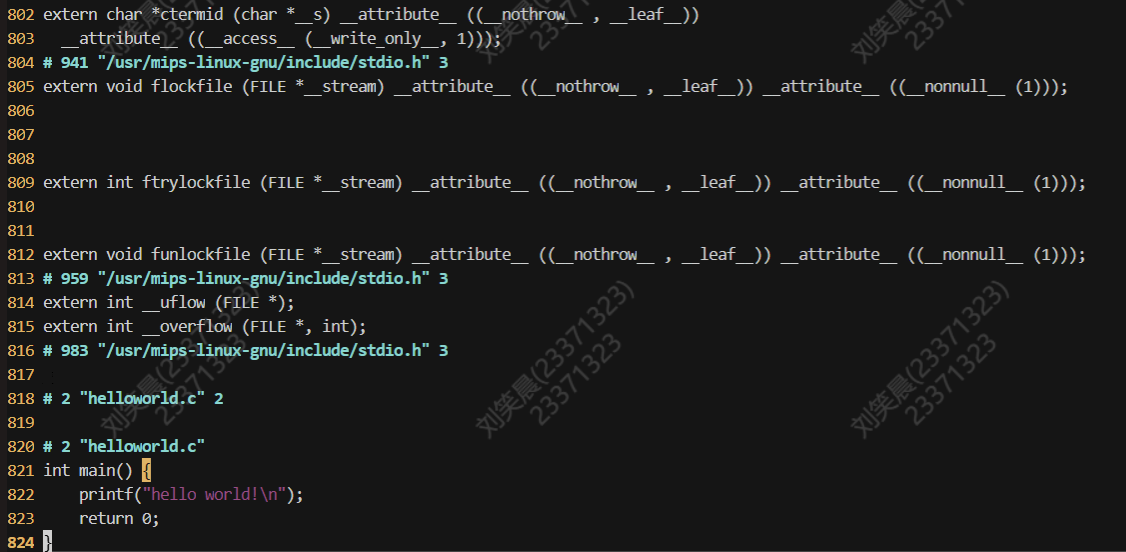 802 extern char *ctermid (char *__s) __attribute__ ((__nothrow__ , __leaf__))
803   __attribute__ ((__access__ (__write_only__, 1)));
804 # 941 "/usr/mips-linux-gnu/include/stdio.h" 3
805 extern void flockfile (FILE *__stream) __attribute__ ((__nothrow__ , __leaf__)) __attribute__ ((__nonnull__ (1)));
806
807
808
809 extern int ftrylockfile (FILE *__stream) __attribute__ ((__nothrow__ , __leaf__)) __attribute__ ((__nonnull__ (1)));
810
811
812 extern void funlockfile (FILE *__stream) __attribute__ ((__nothrow__ , __leaf__)) __attribute__ ((__nonnull__ (1)));
813 # 959 "/usr/mips-linux-gnu/include/stdio.h" 3
814 extern int __uflow (FILE *);
815 extern int __overflow (FILE *, int);
816 # 983 "/usr/mips-linux-gnu/include/stdio.h" 3
817
818 # 2 "helloworld.c" 2
819
820 # 2 "helloworld.c"
821 int main() {
822     printf("hello world!\n");
823     return 0;
824 }
刘笑晨(23371323)
23371323
刘笑晨(23371323)
23371323
刘笑晨(23371323)
23371323